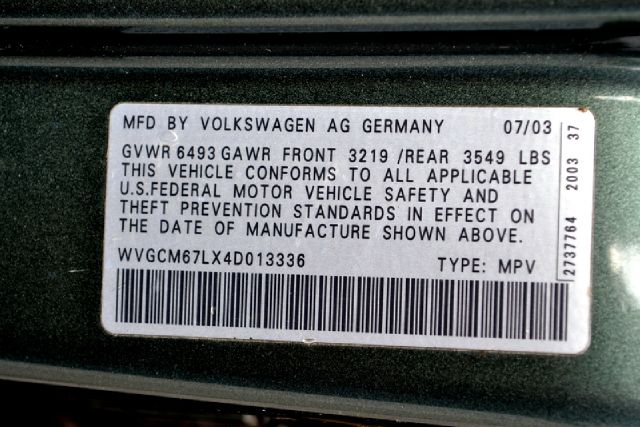 MFD BY VOLKSWAGEN AG GERMANY 07/03
GVWR 6493 GAWR FRONT 3219 /REAR 3549 LBS
THIS VEHICLE CONFORMS TO ALL APPLICABLE
U.S.FEDERAL MOTOR VEHICLE SAFETY AND
THEFT PREVENTION STANDARDS IN EFFECT ON
THE DATE OF MANUFACTURE SHOWN ABOVE.
WVGCM67LX4D013336 TYPE: MPV
2737764 2003 37